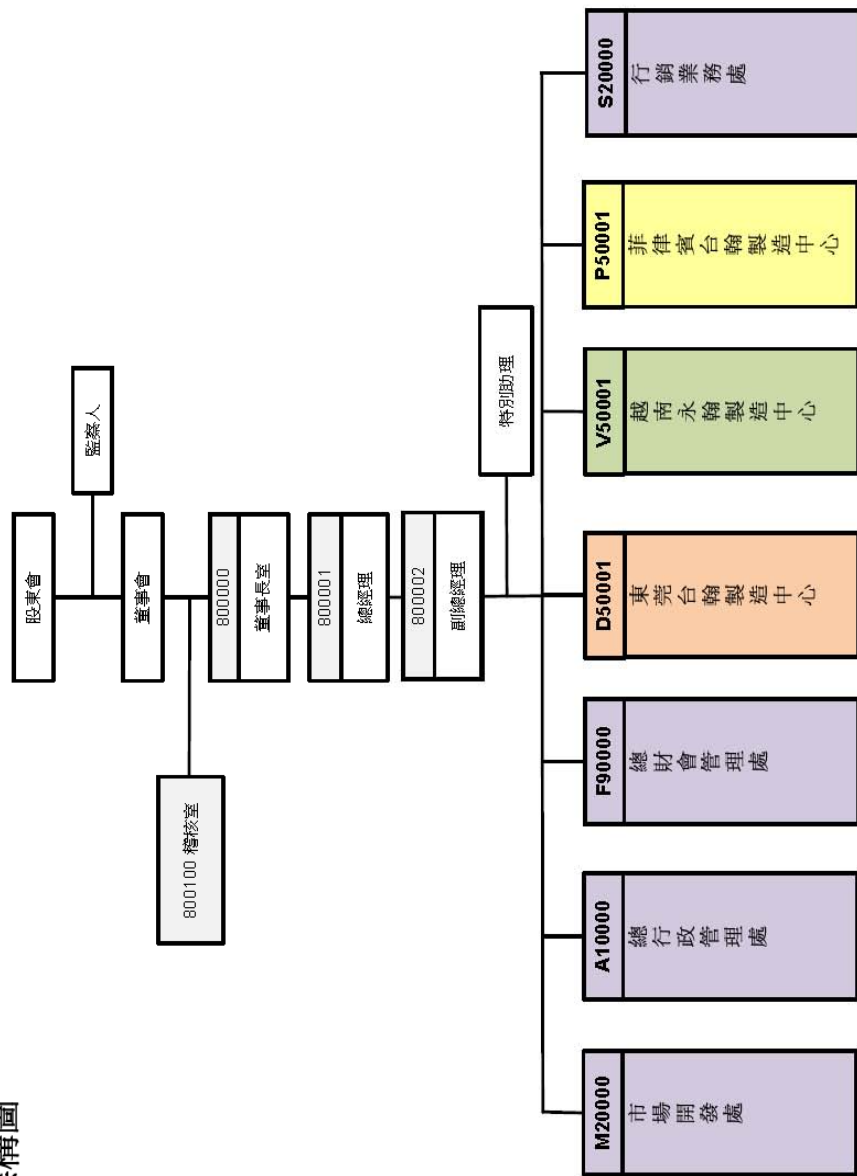 構圖
股東會
監察人
董事會
800100 稽核室
800000
董事長室
800001
總經理
800002
副總經理
特別助理
M20000
市場開發處
A10000
總行政管理處
F90000
總財會管理處
D50001
東莞台翰製造中心
V50001
越南永翰製造中心
P50001
菲律賓台翰製造中心
S20000
行銷業務處